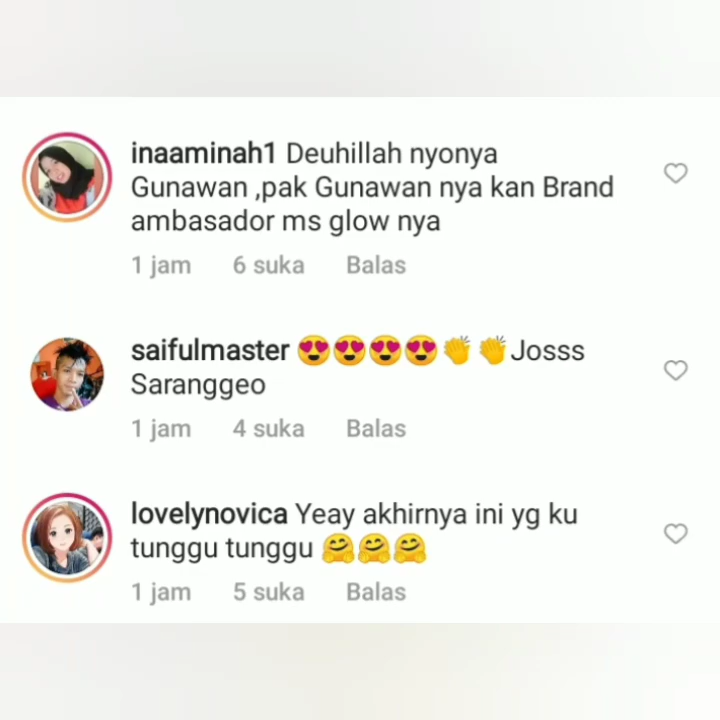 inaaminah1 Deuhillah nyonya
Gunawan ,pak Gunawan nya kan Brand
ambasador ms glow nya
1 jam 6 suka Balas
saifulmaster 😍😍😍😍👏👏Josss
Saranggeo
1 jam 4 suka Balas
lovelynovica Yeay akhirnya ini yg ku
tunggu tunggu 🤗🤗🤗
1 jam 5 suka Balas